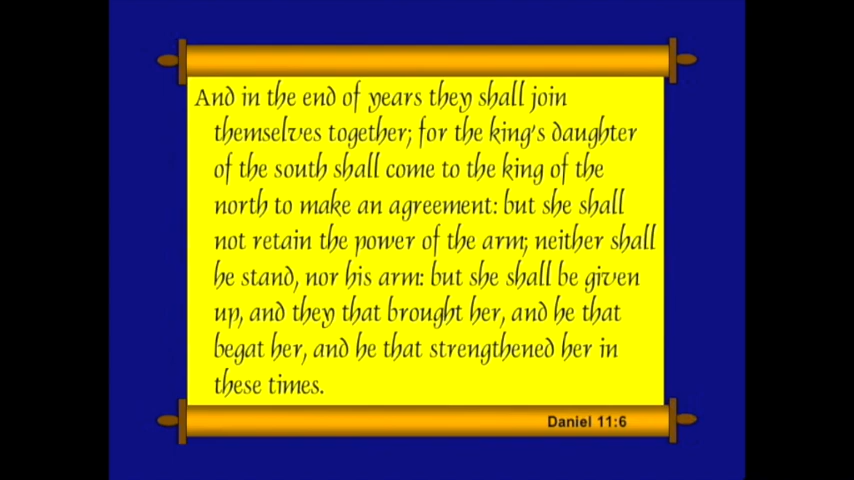 And in the end of years they shall join
themselves together; for the king's daughter
of the south shall come to the king of the
north to make an agreement: but she shall
not retain the power of the arm; neither shall
he stand, nor his arm: but she shall be given
up, and they that brought her, and he that
begat her, and he that strengthened her in
these times.
Daniel 11:6